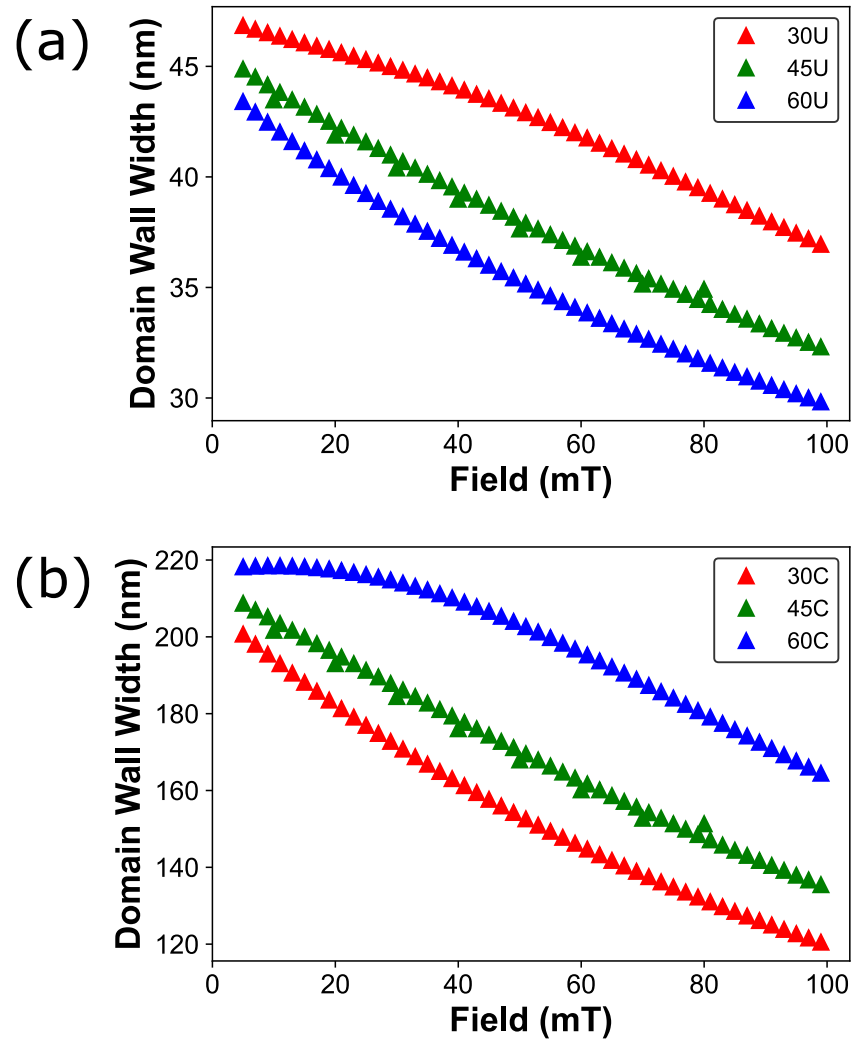 (a)
Domain Wall Width (nm)
45
40
35
30
30U
45U
60U
0 20 40 60 80 100
Field (mT)
(b)
Domain Wall Width (nm)
220
200
180
160
140
120
30C
45C
60C
0 20 40 60 80 100
Field (mT)